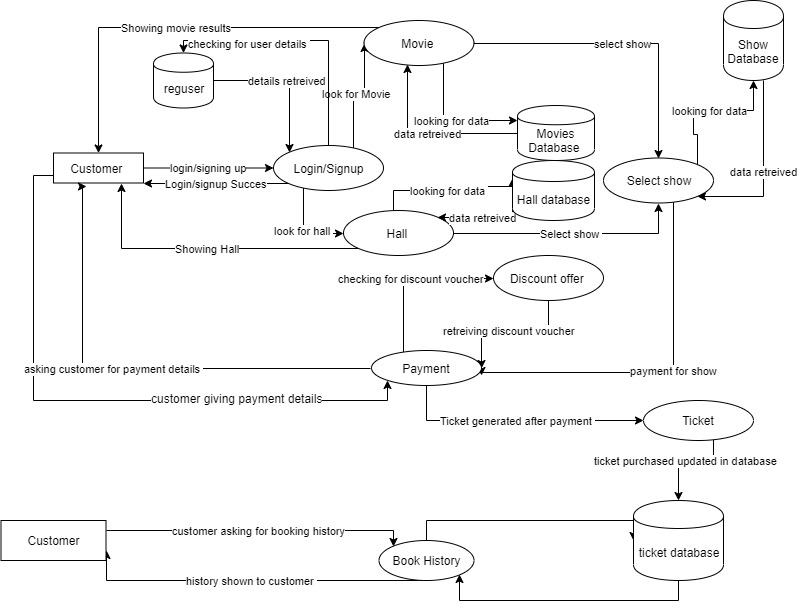 Showing movie results
Movie
select show
Show
Database
checking for user details
reguser
details retreived
look for Movie
looking for data
data retreived
Movies
Database
looking for data
Customer
login/signing up
Login/Signup
Login/signup Succes
looking for data
Hall database
Select show
data retreived
data retreived
look for hall
Hall
Select show
Showing Hall
checking for discount voucher
Discount offer
retreiving discount voucher
asking customer for payment details
Payment
payment for show
customer giving payment details
Ticket generated after payment
Ticket
ticket purchased updated in database
customer asking for booking history
Customer
Book History
ticket database
history shown to customer